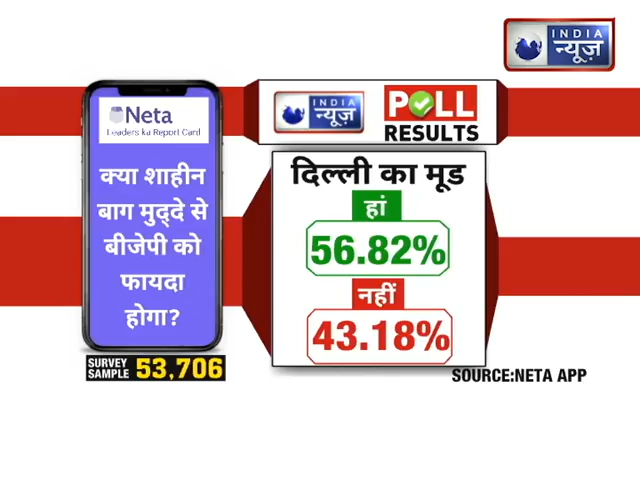 INDIA
न्यूज़
Neta
Leaders ka Report Card
क्या शाहीन
बाग मुद्दे से
बीजेपी को
फायदा
होगा?
SURVEY
SAMPLE 53,706
INDIA
न्यूज़
POLL
RESULTS
दिल्ली का मूड
हां
56.82%
नहीं
43.18%
SOURCE:NETA APP